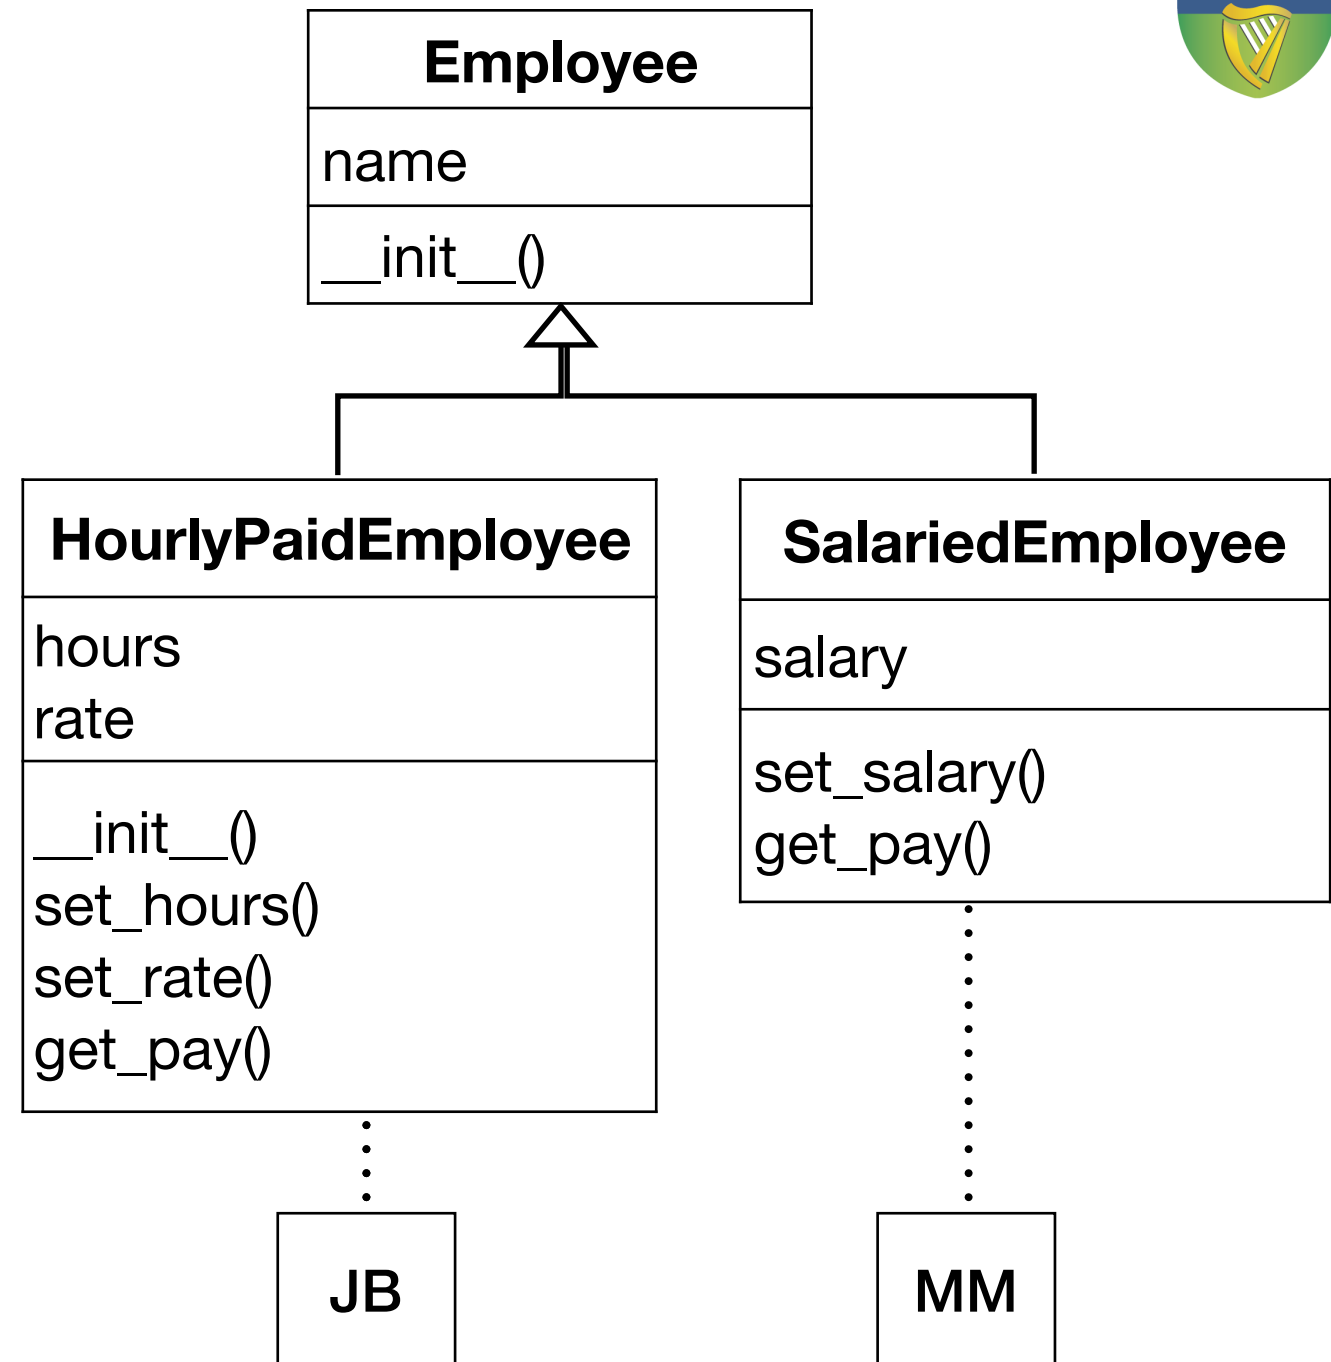 Employee
name
__init__()
HourlyPaidEmployee
hours
rate
__init__()
set_hours()
set_rate()
get_pay()
SalariedEmployee
salary
set_salary()
get_pay()
JB
MM